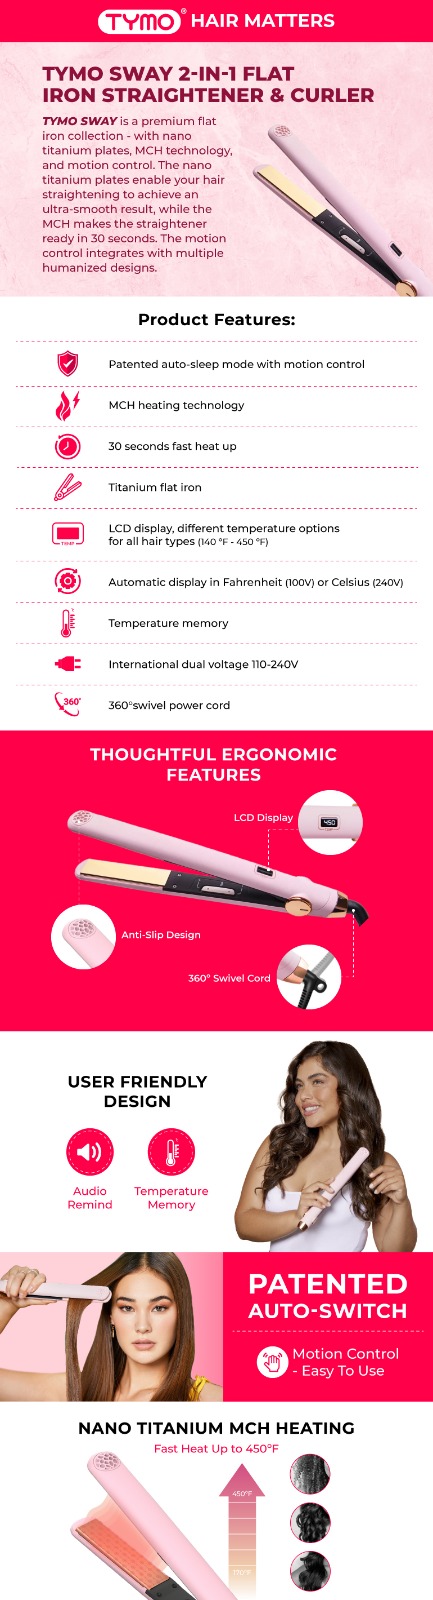 TYMO® HAIR MATTERS
TYMO SWAY 2-IN-1 FLAT
IRON STRAIGHTENER & CURLER
TYMO SWAY is a premium flat
iron collection - with nano
titanium plates, MCH technology,
and motion control. The nano
titanium plates enable your hair
straightening to achieve an
ultra-smooth result, while the
MCH makes the straightener
ready in 30 seconds. The motion
control integrates with multiple
humanized designs.
Product Features:
Patented auto-sleep mode with motion control
MCH heating technology
30 seconds fast heat up
Titanium flat iron
LCD display, different temperature options
for all hair types (140 °F - 450 °F)
Automatic display in Fahrenheit (100V) or Celsius (240V)
Temperature memory
International dual voltage 110-240V
360°
360°swivel power cord
THOUGHTFUL ERGONOMIC
FEATURES
LCD Display
450
Anti-Slip Design
360° Swivel Cord
USER FRIENDLY
DESIGN
Audio
Remind
Temperature
Memory
PATENTED
AUTO-SWITCH
Motion Control
- Easy To Use
NANO TITANIUM MCH HEATING
Fast Heat Up to 450°F
450°F
170°F